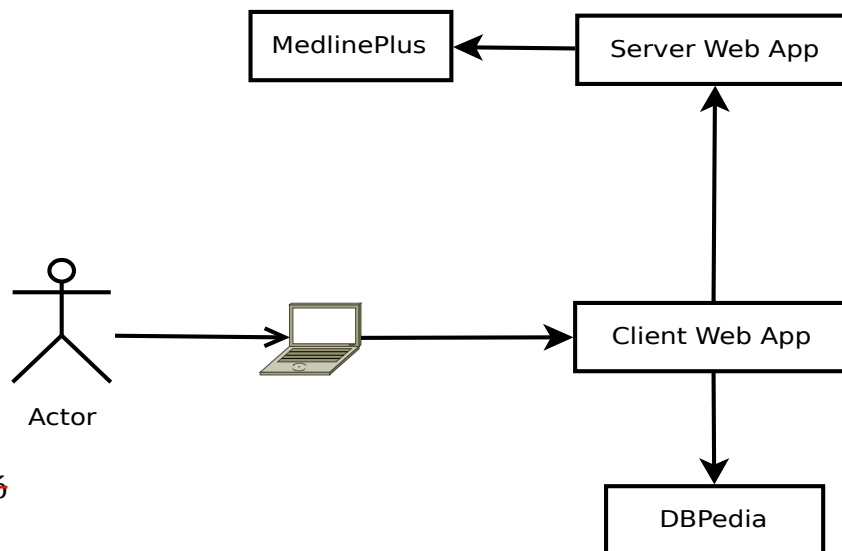 MedlinePlus
Server Web App
Client Web App
Actor
DBPedia